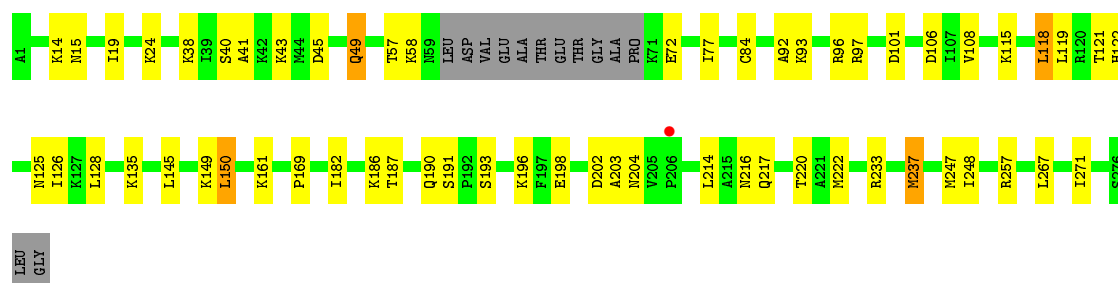 A1 K14 N15 I19 K24 K38 I39 S40 A41 K42 K43 M44 D45 Q49 T57 K58 N59 LEU ASP VAL GLU ALA ALA THR THR GLU THR GLY ALA PRO K71 E72 I77 C84 A92 K93 R96 R97 D101 D106 I107 V108 K115 L118 L119 R120 T121 H122
N125 I126 K127 L128 K135 L145 K149 L150 K161 P169 I182 K186 T187 Q190 S191 P192 S193 K196 F197 E198 D202 A203 N204 V205 P206 L214 A215 N216 Q217 T220 A221 M222 R233 M237 M247 I248 R257 L267 I271 S276
LEU GLY